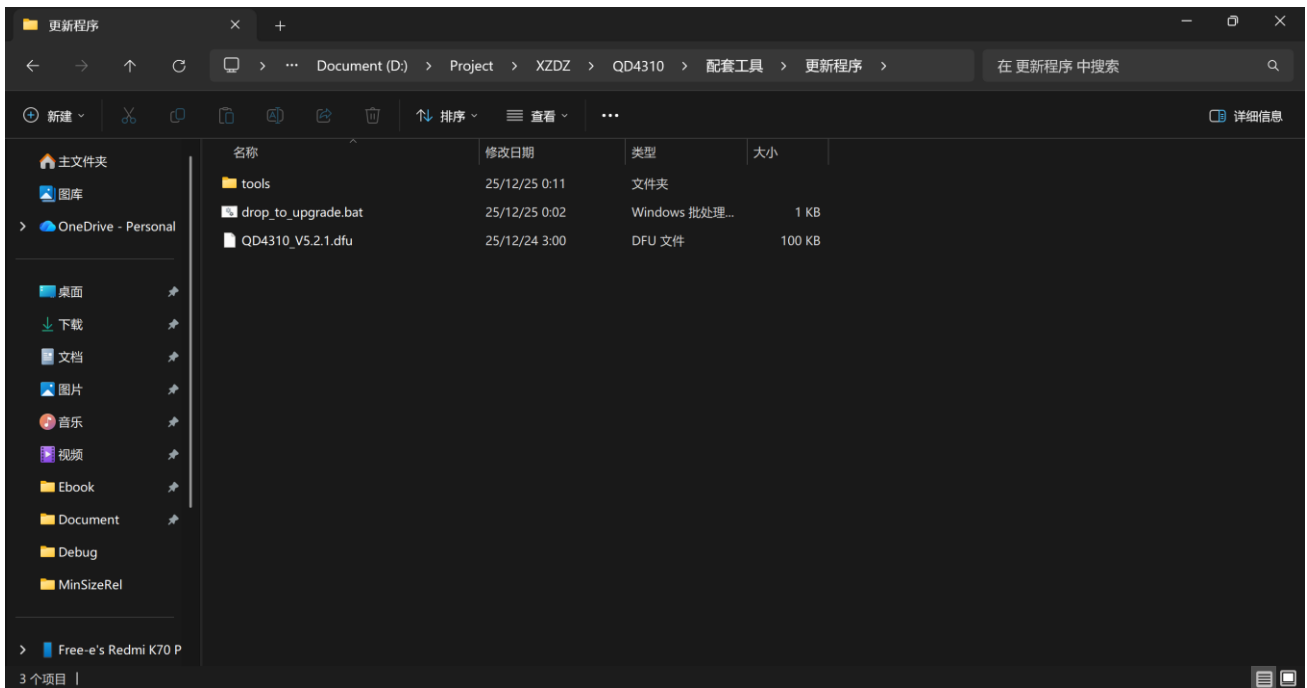 更新程序
Document (D:) > Project > XZDZ > QD4310 > 配套工具 > 更新程序 >
在 更新程序 中搜索
新建
排序
查看
详细信息
名称 修改日期 类型 大小
tools 25/12/25 0:11 文件夹
drop_to_upgrade.bat 25/12/25 0:02 Windows 批处理... 1 KB
QD4310_V5.2.1.dfu 25/12/24 3:00 DFU 文件 100 KB
主文件夹
图库
OneDrive - Personal
桌面
下载
文档
图片
音乐
视频
Ebook
Document
Debug
MinSizeRel
Free-e's Redmi K70 P
3 个项目